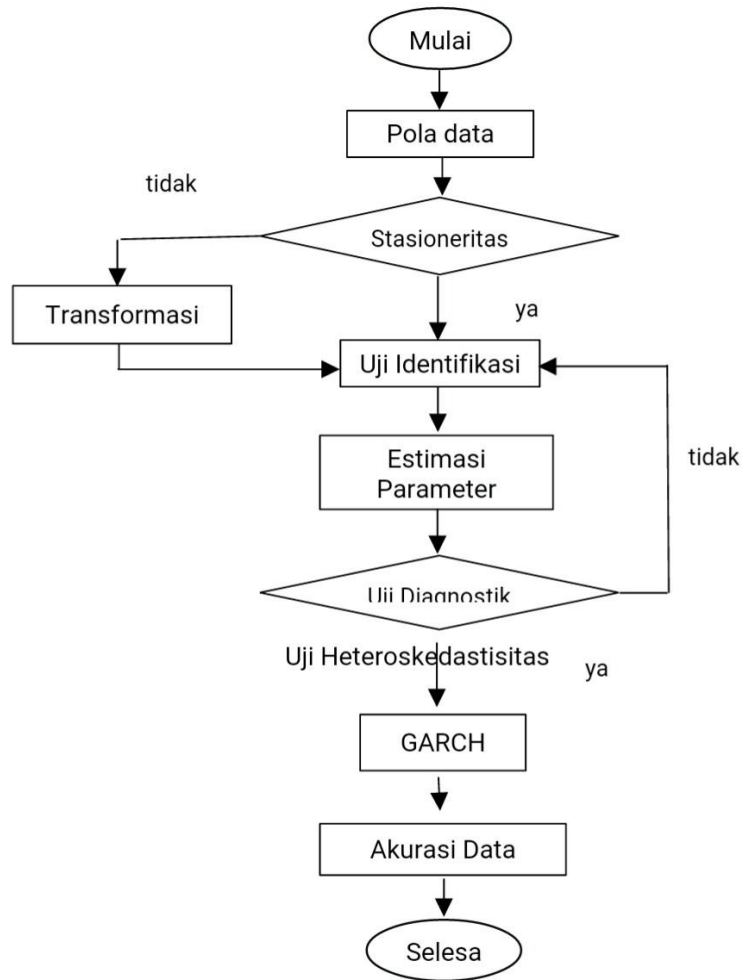 Mulai
Pola data
tidak
Stasioneritas
Transformasi
ya
Uji Identifikasi
Estimasi
Parameter
tidak
Uji Diagnostik
Uji Heteroskedastisitas
ya
GARCH
Akurasi Data
Selesa